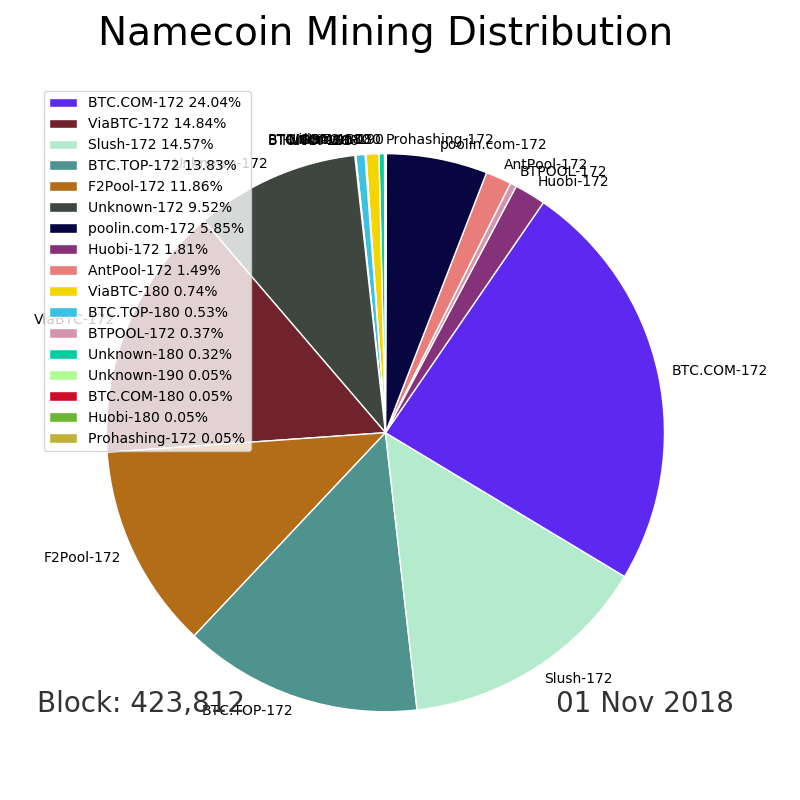 Namecoin Mining Distribution
BTC.COM-172 24.04%
ViaBTC-172 14.84%
Slush-172 14.57%
BTC.TOP-172 13.83%
F2Pool-172 11.86%
Unknown-172 9.52%
poolin.com-172 5.85%
Huobi-172 1.81%
AntPool-172 1.49%
ViaBTC-180 0.74%
BTC.TOP-180 0.53%
BTPOOL-172 0.37%
Unknown-180 0.32%
Unknown-190 0.05%
BTC.COM-180 0.05%
Huobi-180 0.05%
Prohashing-172 0.05%
Prohashing-172
poolin.com-172
AntPool-172
BTPOOL-172
Huobi-172
BTC.COM-172
Slush-172
BTC.TOP-172
F2Pool-172
ViaBTC-172
Block: 423,812
01 Nov 2018